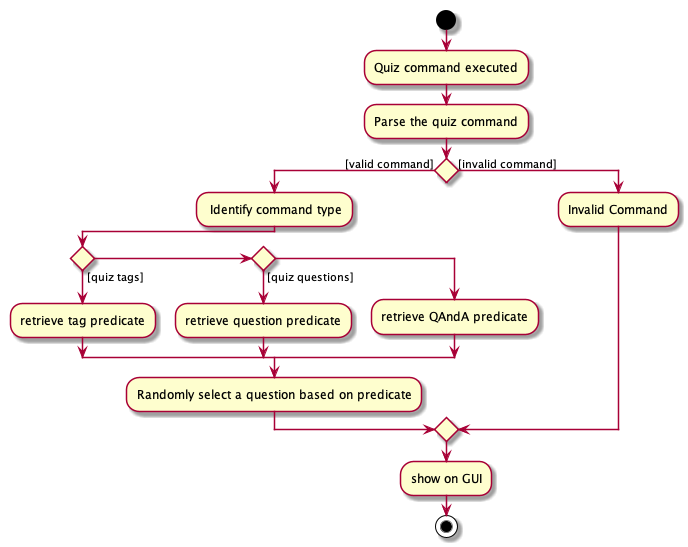 Quiz command executed
Parse the quiz command
[valid command]
[invalid command]
Identify command type
Invalid Command
[quiz tags]
[quiz questions]
retrieve tag predicate
retrieve question predicate
retrieve QAndA predicate
Randomly select a question based on predicate
show on GUI